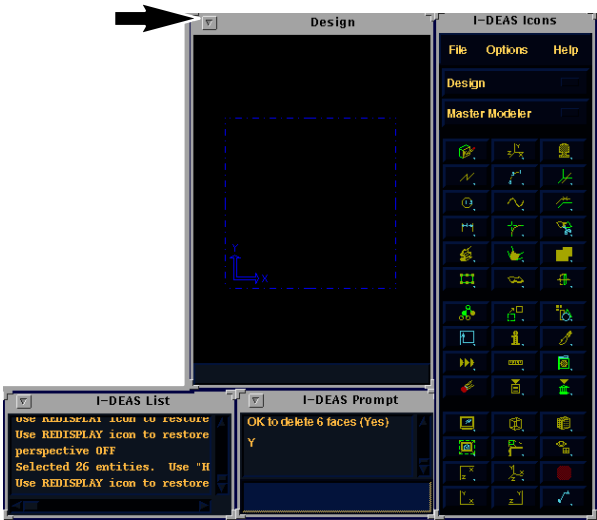 Design
I-DEAS Icons
File Options Help
Design
Master Modeler
Y
X
I-DEAS List
Use REDISPLAY icon to restore
Use REDISPLAY icon to restore
perspective OFF
Selected 26 entities. Use "H
Use REDISPLAY icon to restore
I-DEAS Prompt
OK to delete 6 faces (Yes)
Y